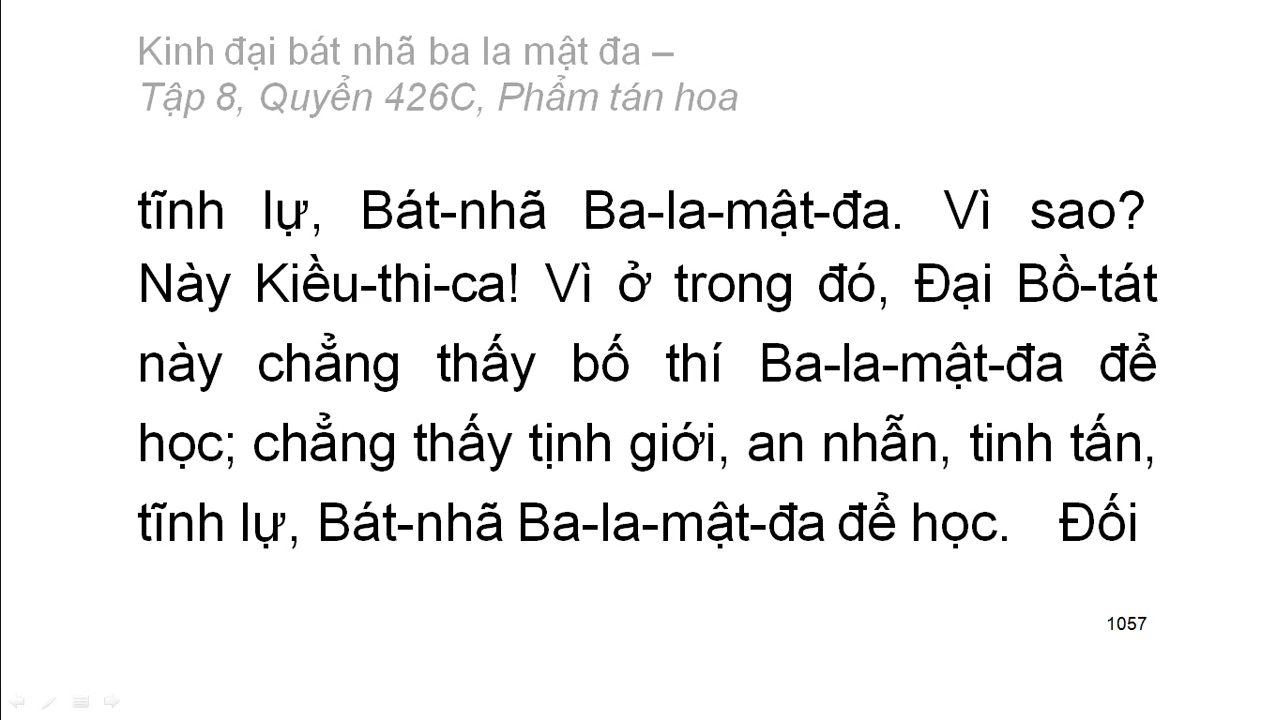 Kinh đại bát nhã ba la mật đa –
Tập 8, Quyển 426C, Phẩm tán hoa
tĩnh lự, Bát-nhã Ba-la-mật-đa. Vì sao?
Này Kiều-thi-ca! Vì ở trong đó, Đại Bồ-tát
này chẳng thấy bố thí Ba-la-mật-đa để
học; chẳng thấy tịnh giới, an nhẫn, tinh tấn,
tĩnh lự, Bát-nhã Ba-la-mật-đa để học. Đối
1057